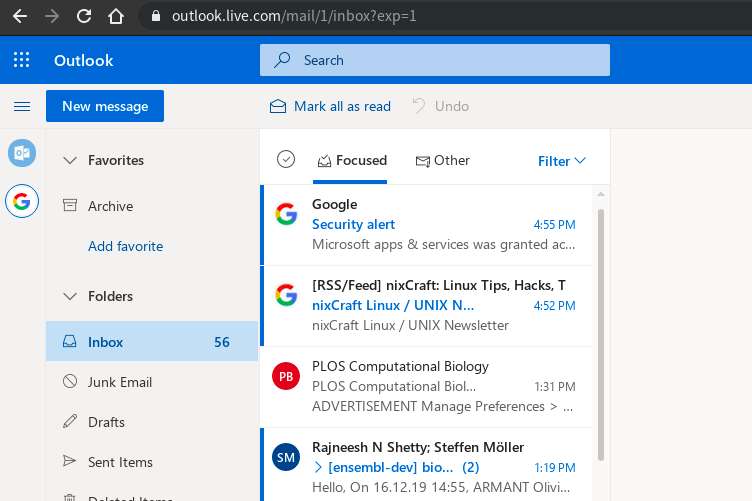 outlook.live.com/mail/1/inbox?exp=1
Outlook
Search
New message
Mark all as read
Undo
Favorites
Archive
Add favorite
Folders
Inbox 56
Junk Email
Drafts
Sent Items
Deleted Items
Focused
Other
Filter
Google
Security alert 4:55 PM
Microsoft apps & services was granted ac...
[RSS/Feed] nixCraft: Linux Tips, Hacks, T
nixCraft Linux / UNIX N... 4:52 PM
nixCraft Linux / UNIX Newsletter
PB
PLOS Computational Biology
PLOS Computational Biol... 1:31 PM
ADVERTISEMENT Manage Preferences > ...
SM
Rajneesh N Shetty; Steffen Möller
[ensembl-dev] bio... (2) 1:19 PM
Hello, On 16.12.19 14:55, ARMANT Olivi...